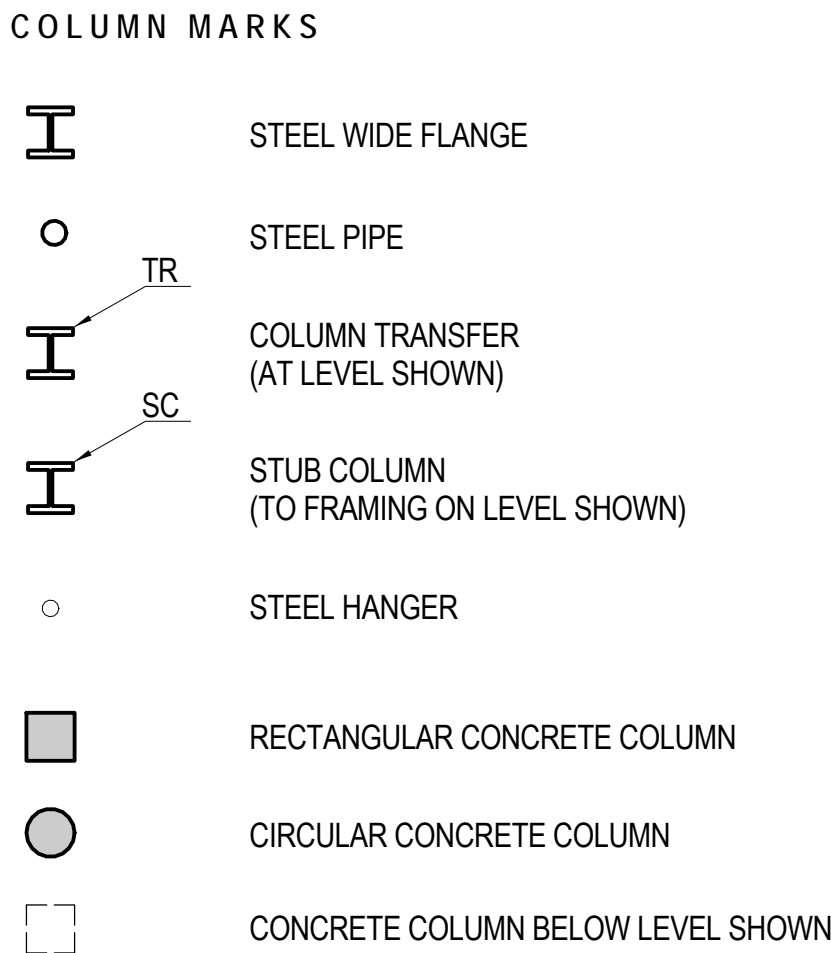 COLUMN MARKS
STEEL WIDE FLANGE
STEEL PIPE
TR
COLUMN TRANSFER
(AT LEVEL SHOWN)
SC
STUB COLUMN
(TO FRAMING ON LEVEL SHOWN)
STEEL HANGER
RECTANGULAR CONCRETE COLUMN
CIRCULAR CONCRETE COLUMN
CONCRETE COLUMN BELOW LEVEL SHOWN